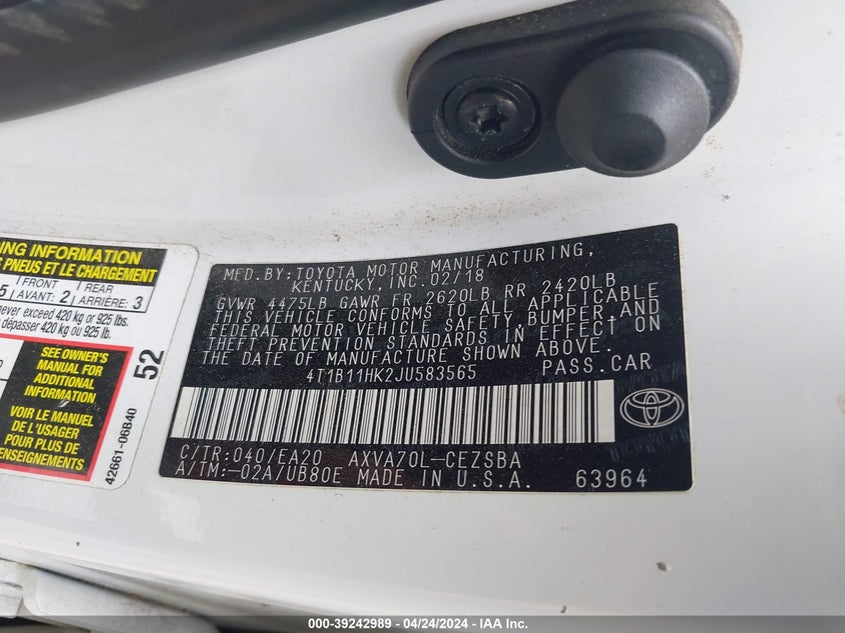 ING INFORMATION
S PNEUS ET LE CHARGEMENT
5 FRONT AVANT: 2 REAR ARRIÈRE: 3
never exceed 420 kg or 925 lbs.
dépasser 420 kg ou 925 lb.
SEE OWNER'S
MANUAL FOR
ADDITIONAL
INFORMATION
VOIR LE MANUEL
DE L'USAGER
POUR PLUS DE
RENSEIGNEMENTS
52
42661-06B40
MFD.BY:TOYOTA MOTOR MANUFACTURING,
KENTUCKY,INC.02/18
GVWR 4475LB GAWR FR 2620LB RR 2420LB
THIS VEHICLE CONFORMS TO ALL APPLICABLE
FEDERAL MOTOR VEHICLE SAFETY, BUMPER,AND
THEFT PREVENTION STANDARDS IN EFFECT ON
THE DATE OF MANUFACTURE SHOWN ABOVE.
4T1B11HK2JU583565 PASS.CAR
C/TR:040/EA20 AXVA70L-CEZSBA
A/TM:-02A/UB80E MADE IN U.S.A. 63964
000-39242989 - 04/24/2024 - IAA Inc.